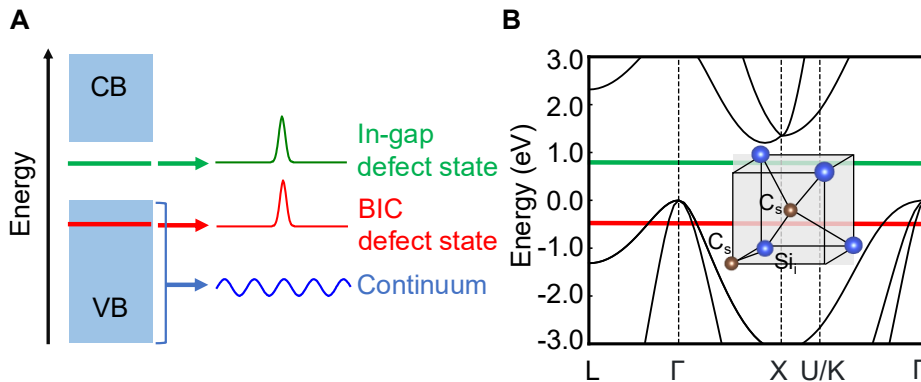 A
Energy
CB
VB
In-gap
defect state
BIC
defect state
Continuum
B
Energy (eV)
3.0
2.0
1.0
0.0
-1.0
-2.0
-3.0
Cs
Cs
Sii
L
Γ
X
U/K
Γ